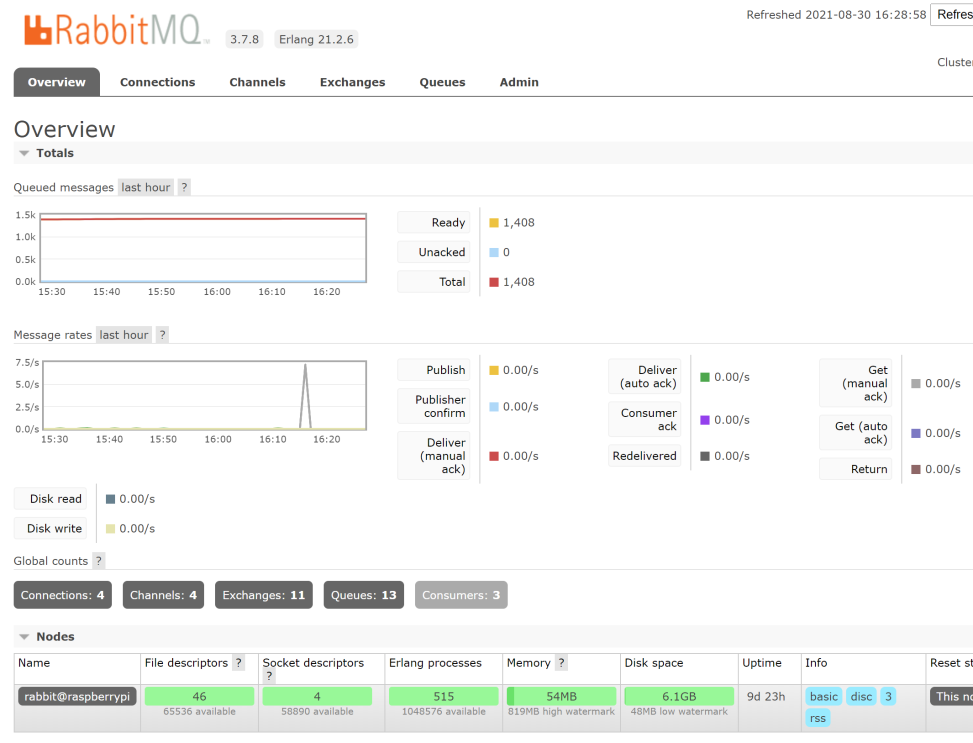 Refreshed 2021-08-30 16:28:58 Refres
RabbitMQ 3.7.8 Erlang 21.2.6
Cluster
Overview Connections Channels Exchanges Queues Admin
Overview
Totals
Queued messages last hour ?
1.5k
1.0k
0.5k
0.0k
15:30 15:40 15:50 16:00 16:10 16:20
Ready 1,408
Unacked 0
Total 1,408
Message rates last hour ?
7.5/s
5.0/s
2.5/s
0.0/s
15:30 15:40 15:50 16:00 16:10 16:20
Publish 0.00/s
Publisher
confirm 0.00/s
Deliver
(manual
ack) 0.00/s
Deliver
(auto ack) 0.00/s
Consumer
ack 0.00/s
Redelivered 0.00/s
Get
(manual
ack) 0.00/s
Get (auto
ack) 0.00/s
Return 0.00/s
Disk read 0.00/s
Disk write 0.00/s
Global counts ?
Connections: 4 Channels: 4 Exchanges: 11 Queues: 13 Consumers: 3
Nodes
Name File descriptors ? Socket descriptors ? Erlang processes Memory ? Disk space Uptime Info Reset st
rabbit@raspberrypi 46 4 515 54MB 6.1GB 9d 23h basic disc 3 This no
65536 available 58890 available 1048576 available 819MB high watermark 48MB low watermark rss